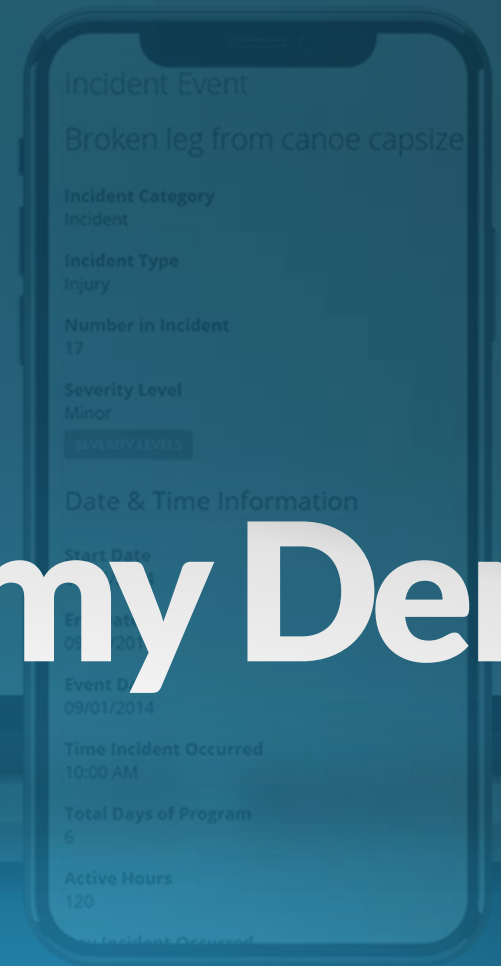 Incident Event
Broken leg from canoe capsize
Incident Category
Incident
Incident Type
Injury
Number in Incident
17
Severity Level
Minor
SEVERITY LEVELS
Date & Time Information
Start Date
my
Event
09/01/2014
Time Incident Occurred
10:00 AM
Total Days of Program
6
Active Hours
120
Incident Occurred